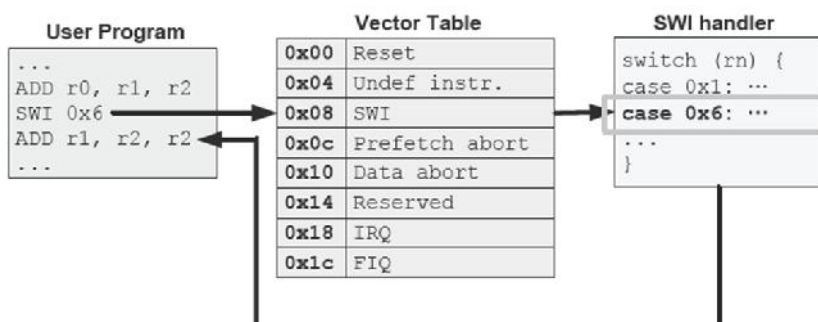 User Program
...
ADD r0, r1, r2
SWI 0x6
ADD r1, r2, r2
...
Vector Table
0x00 Reset
0x04 Undef instr.
0x08 SWI
0x0c Prefetch abort
0x10 Data abort
0x14 Reserved
0x18 IRQ
0x1c FIQ
SWI handler
switch (rn) {
case 0x1: ...
case 0x6: ...
...
}